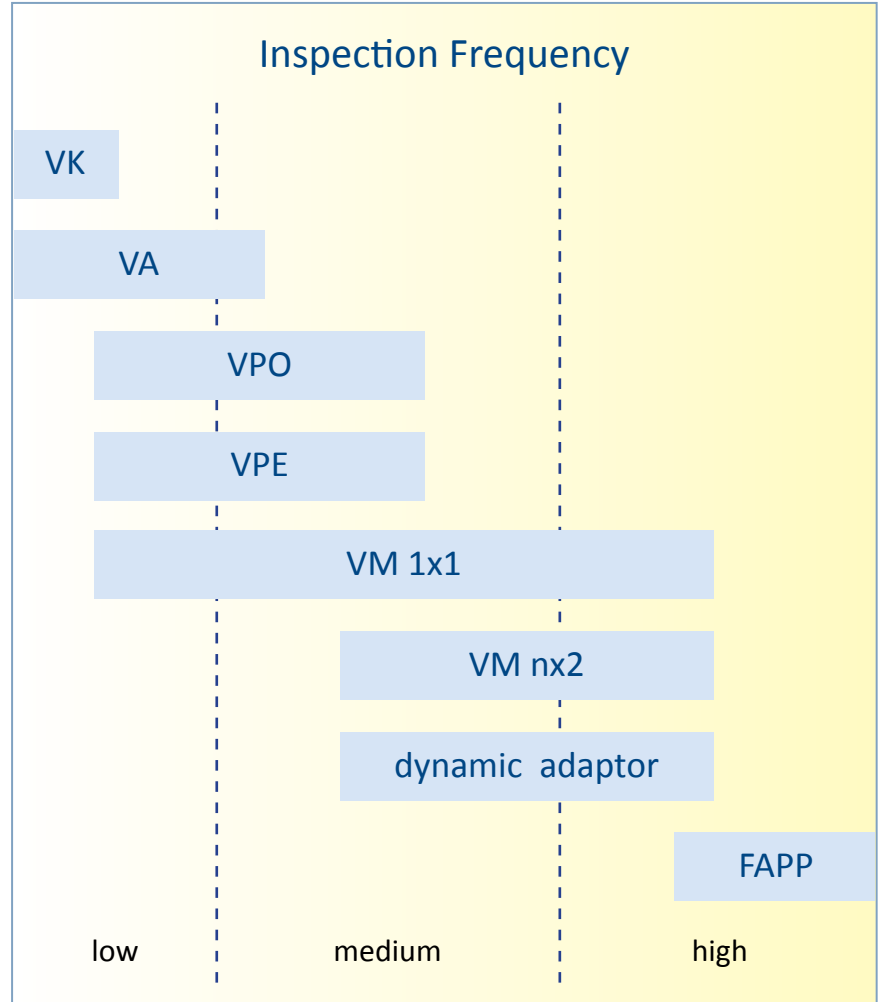 Inspection Frequency
VK
VA
VPO
VPE
VM 1x1
VM nx2
dynamic adaptor
FAPP
low medium high